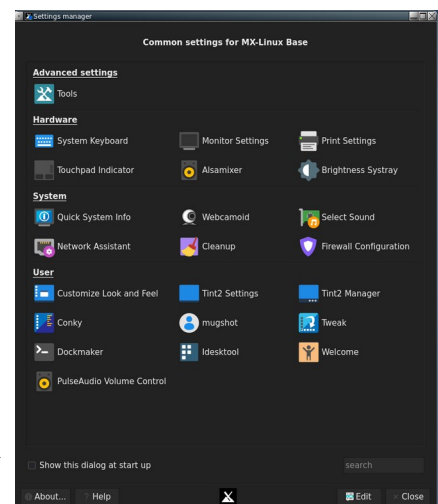 Settings manager
Common settings for MX-Linux Base
Advanced settings
Tools
Hardware
System Keyboard Monitor Settings Print Settings
Touchpad Indicator Alsamixer Brightness Systray
System
Quick System Info Webcamoid Select Sound
Network Assistant Cleanup Firewall Configuration
User
Customize Look and Feel Tint2 Settings Tint2 Manager
Conky mugshot Tweak
Dockmaker Idesktool Welcome
PulseAudio Volume Control
Show this dialog at start up search
About... ? Help Edit Close